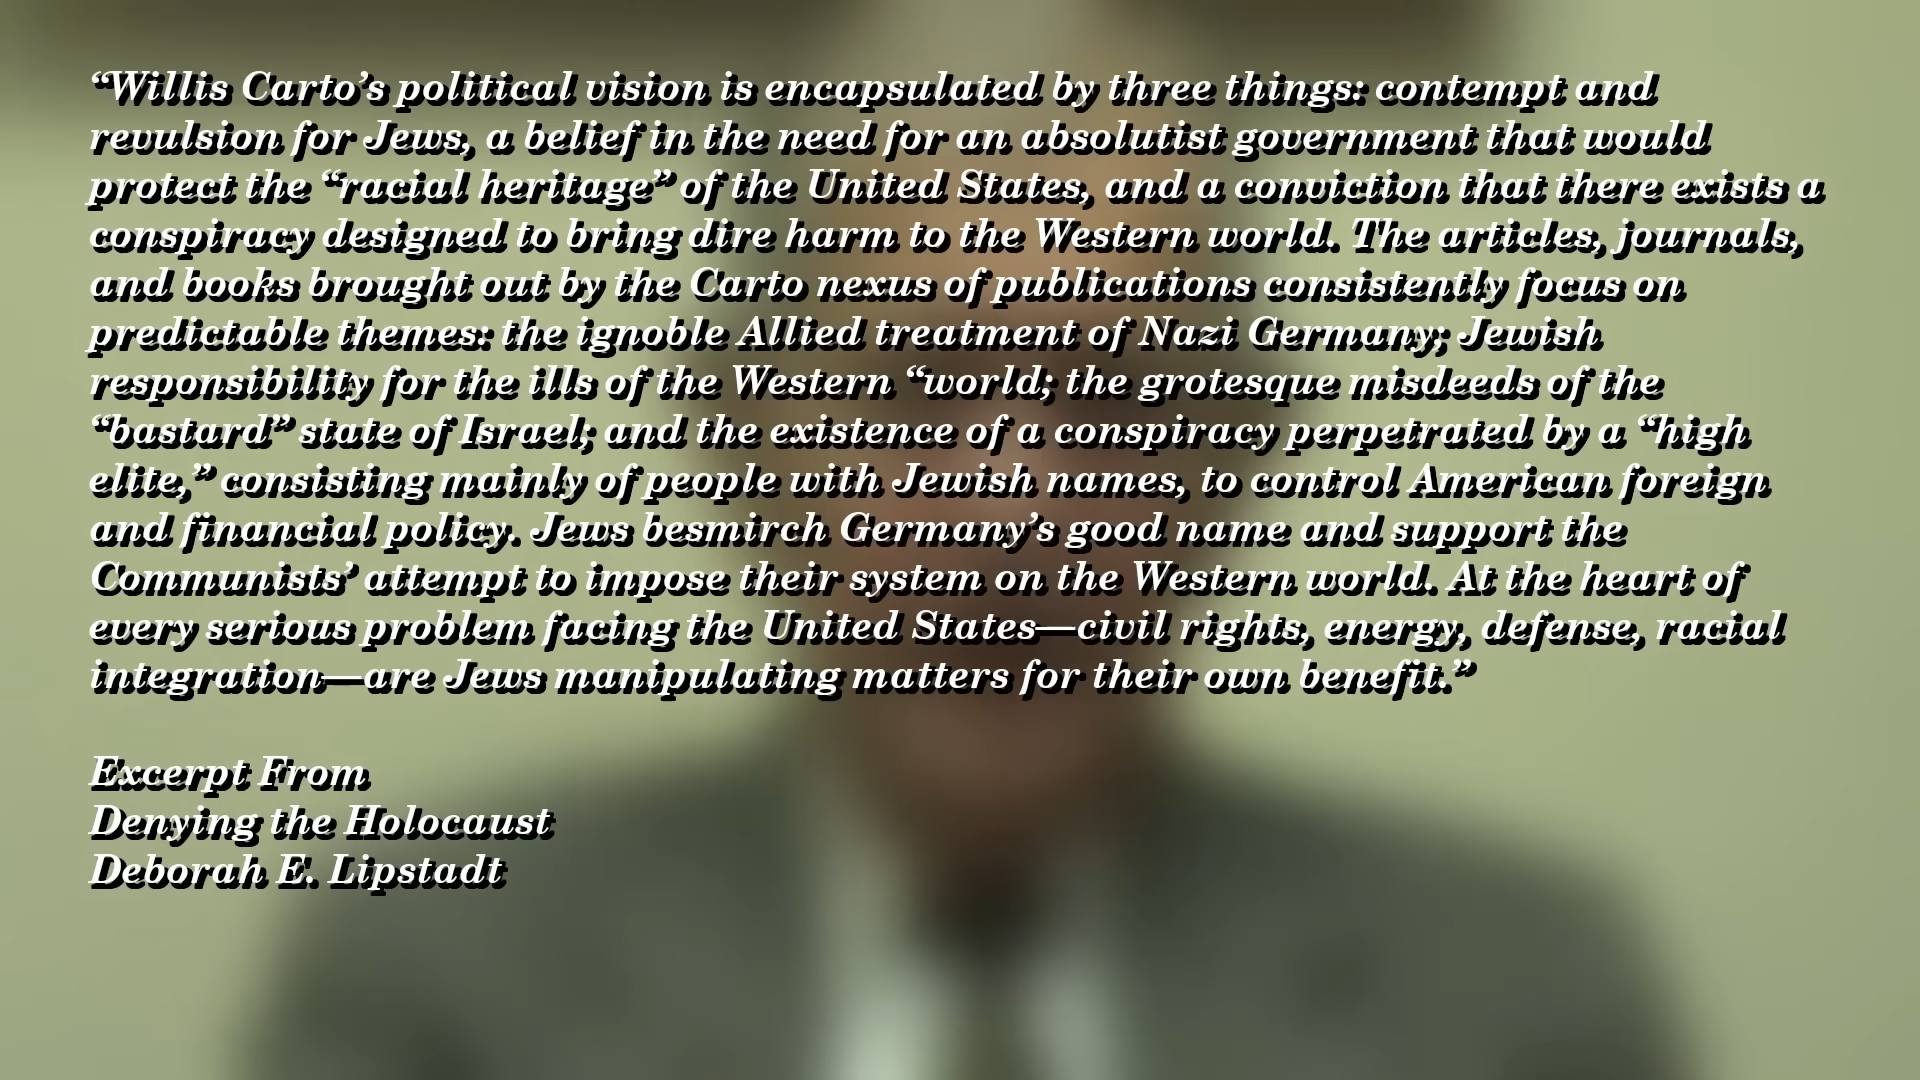 “Willis Carto’s political vision is encapsulated by three things: contempt and
revulsion for Jews, a belief in the need for an absolutist government that would
protect the “racial heritage” of the United States, and a conviction that there exists a
conspiracy designed to bring dire harm to the Western world. The articles, journals,
and books brought out by the Carto nexus of publications consistently focus on
predictable themes: the ignoble Allied treatment of Nazi Germany; Jewish
responsibility for the ills of the Western “world; the grotesque misdeeds of the
“bastard” state of Israel; and the existence of a conspiracy perpetrated by a “high
elite,” consisting mainly of people with Jewish names, to control American foreign
and financial policy. Jews besmirch Germany’s good name and support the
Communists’ attempt to impose their system on the Western world. At the heart of
every serious problem facing the United States—civil rights, energy, defense, racial
integration—are Jews manipulating matters for their own benefit.”
Excerpt From
Denying the Holocaust
Deborah E. Lipstadt